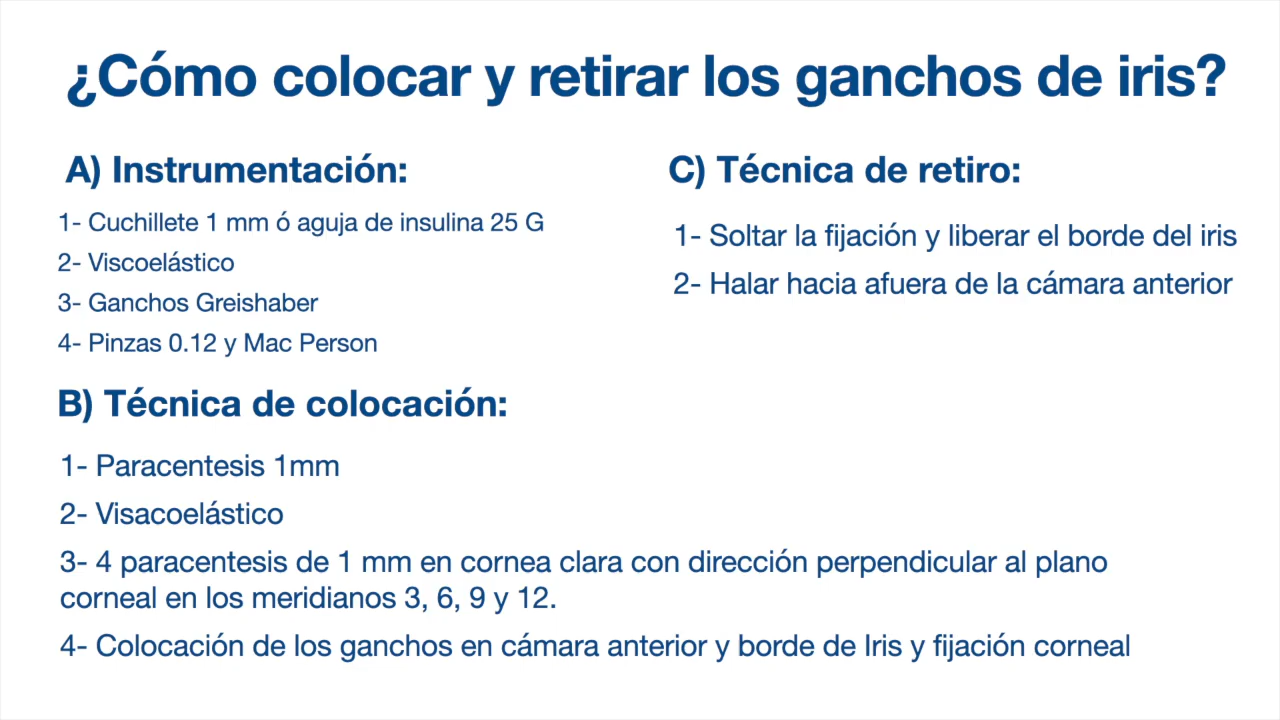 ¿Cómo colocar y retirar los ganchos de iris?
A) Instrumentación:
1- Cuchillete 1 mm ó aguja de insulina 25 G
2- Viscoelástico
3- Ganchos Greishaber
4- Pinzas 0.12 y Mac Person
B) Técnica de colocación:
1- Paracentesis 1mm
2- Visacoelástico
3- 4 paracentesis de 1 mm en cornea clara con dirección perpendicular al plano
corneal en los meridianos 3, 6, 9 y 12.
4- Colocación de los ganchos en cámara anterior y borde de Iris y fijación corneal
C) Técnica de retiro:
1- Soltar la fijación y liberar el borde del iris
2- Halar hacia afuera de la cámara anterior